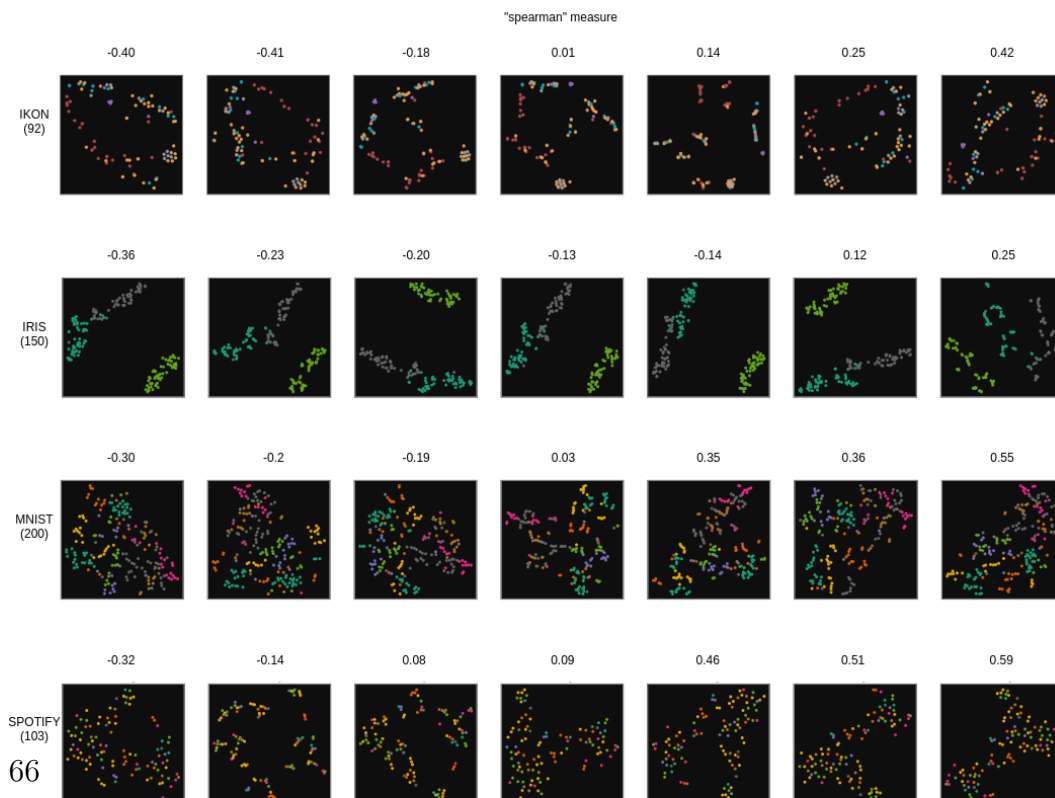 "spearman" measure
-0.40 -0.41 -0.18 0.01 0.14 0.25 0.42
IKON
(92)
-0.36 -0.23 -0.20 -0.13 -0.14 0.12 0.25
IRIS
(150)
-0.30 -0.2 -0.19 0.03 0.35 0.36 0.55
MNIST
(200)
-0.32 -0.14 0.08 0.09 0.46 0.51 0.59
SPOTIFY
(103)
66